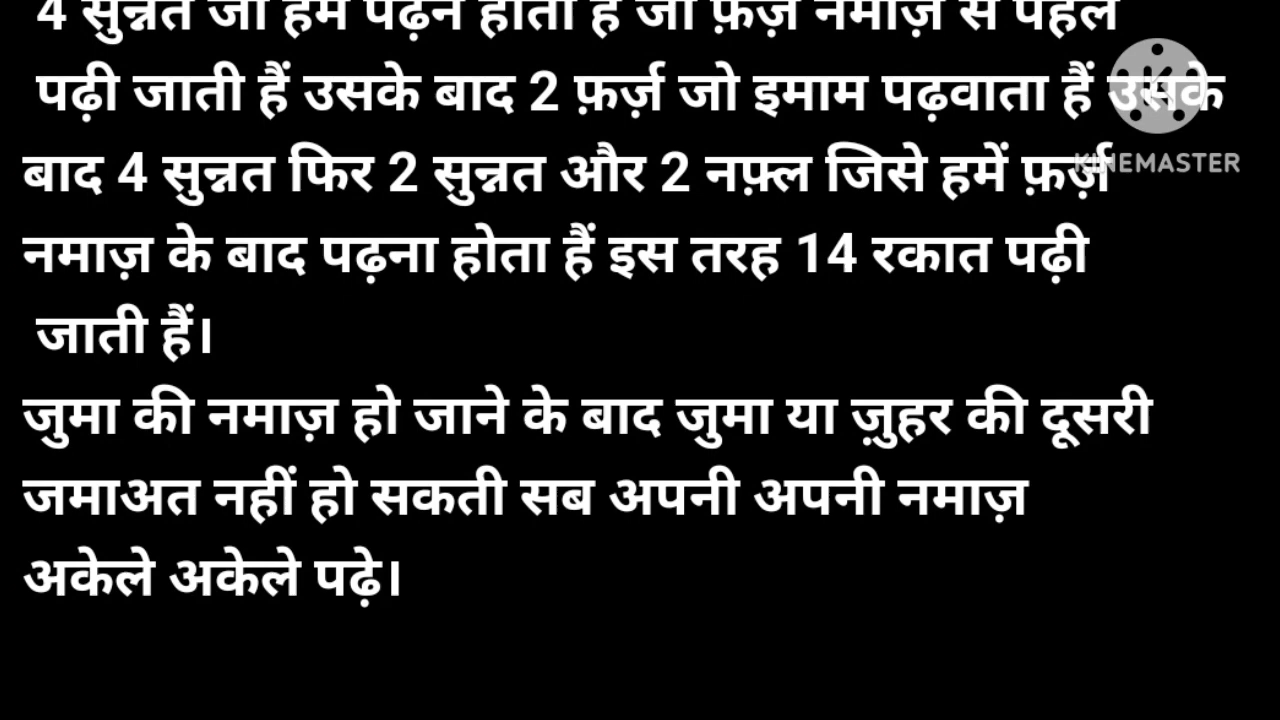 4 सुन्नत जो हमें पढ़ने होता है जो फ़र्ज़ नमाज़ से पहले
पढ़ी जाती हैं उसके बाद 2 फ़र्ज़ जो इमाम पढ़वाता हैं उसके
बाद 4 सुन्नत फिर 2 सुन्नत और 2 नफ़्ल जिसे हमें फ़र्ज़
KINEMASTER
नमाज़ के बाद पढ़ना होता हैं इस तरह 14 रकात पढ़ी
जाती हैं।
जुमा की नमाज़ हो जाने के बाद जुमा या ज़ुहर की दूसरी
जमाअत नहीं हो सकती सब अपनी अपनी नमाज़
अकेले अकेले पढ़े।